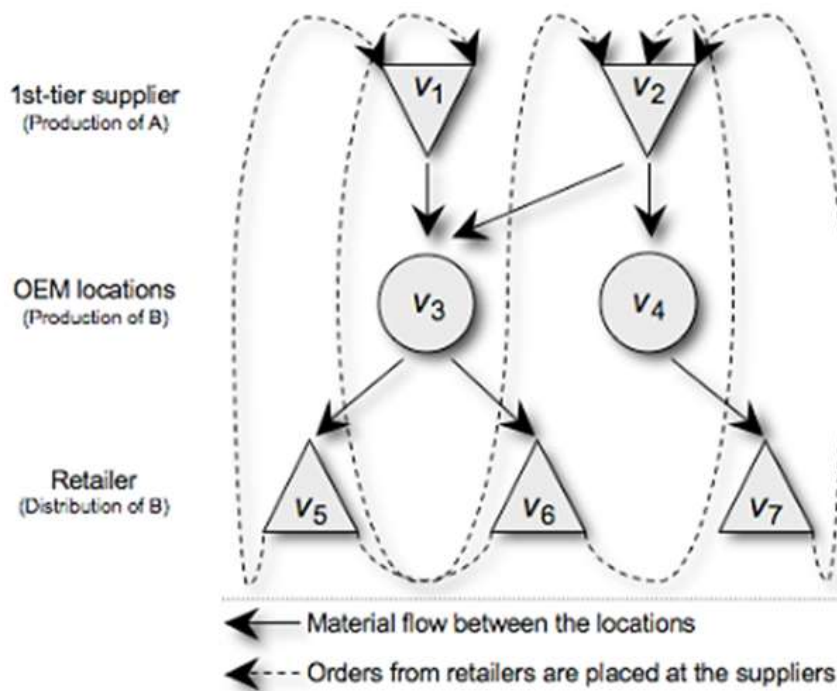 1st-tier supplier
(Production of A)
v1
v2
OEM locations
(Production of B)
v3
v4
Retailer
(Distribution of B)
v5
v6
v7
Material flow between the locations
Orders from retailers are placed at the suppliers